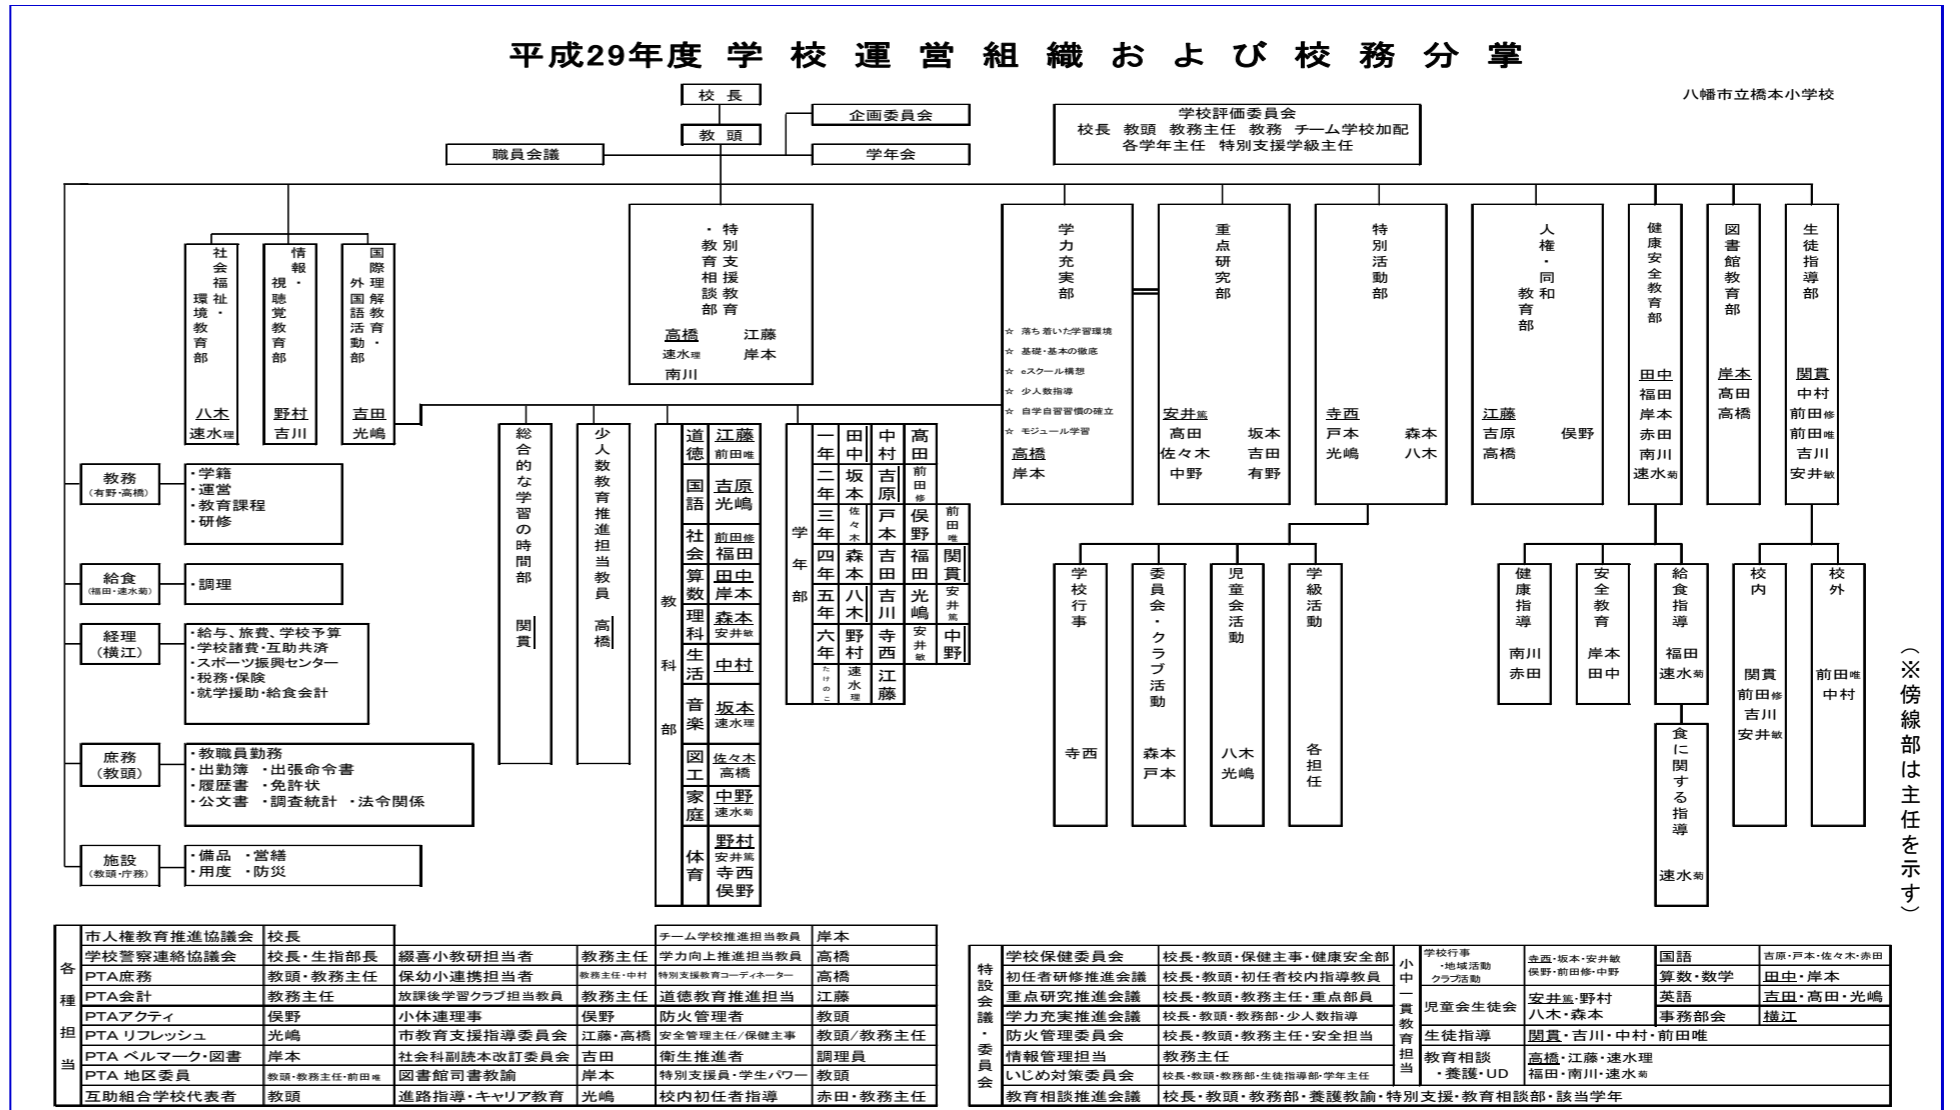 平成29年度 学校運営組織および校務分掌
八幡市立橋本小学校
校長
教頭
企画委員会
職員会議
学年会
学校評価委員会
校長 教頭 教務主任 教務 チーム学校加配
各学年主任 特別支援学級主任
社会福祉・環境教育部
八木
速水理
情報・視聴覚教育部
野村
吉川
国際理解教育・外国語活動部
吉田
光嶋
特別支援教育・教育相談部
高橋 江藤
速水理 岸本
南川
学力充実部
☆ 落ち着いた学習環境
☆ 基礎・基本の徹底
☆ eスクール構想
☆ 少人数指導
☆ 自学自習習慣の確立
☆ モジュール学習
高橋
岸本
重点研究部
安井篤
髙田 坂本
佐々木 吉田
中野 有野
特別活動部
寺西
戸本 森本
光嶋 八木
人権・同和教育部
江藤
吉原 俣野
高橋
健康安全教育部
田中
福田
岸本
赤田
南川
速水菊
図書館教育部
岸本
髙田
高橋
生徒指導部
関貫
中村
前田修
前田唯
吉川
安井敏
教務
(有野・高橋)
・学籍
・運営
・教育課程
・研修
給食
(福田・速水菊)
・調理
経理
(横江)
・給与、旅費、学校予算
・学校諸費・互助共済
・スポーツ振興センター
・税務・保険
・就学援助・給食会計
庶務
(教頭)
・教職員勤務
・出勤簿 ・出張命令書
・履歴書 ・免許状
・公文書 ・調査統計 ・法令関係
施設
(教頭・庁務)
・備品 ・営繕
・用度 ・防災
総合的な学習の時間部 関貫
少人数教育推進担当教員 高橋
教科部
道徳 江藤 前田唯
国語 吉原 光嶋
社会 前田修 福田
算数 田中 岸本
理科 森本 安井敏
生活 中村
音楽 坂本 速水理
図工 佐々木 高橋
家庭 中野 速水菊
体育 野村 安井篤 寺西 俣野
学年部
一年 田中 中村 髙田
二年 坂本 吉原 前田修
三年 佐々木 戸本 俣野 前田唯
四年 森本 吉田 福田 関貫
五年 八木 吉川 光嶋 安井篤
六年 野村 寺西 安井敏 中野
たけのこ 速水理 江藤
学校行事
寺西
委員会・クラブ活動
森本
戸本
児童会活動
八木
光嶋
学級活動
各担任
健康指導
南川
赤田
安全教育
岸本
田中
給食指導
福田
速水菊
食に関する指導
速水菊
校内
関貫
前田修
吉川
安井敏
校外
前田唯
中村
(※傍線部は主任を示す)
各種担当
市人権教育推進協議会 校長 チーム学校推進担当教員 岸本
学校警察連絡協議会 校長・生指部長 綴喜小教研担当者 教務主任 学力向上推進担当教員 高橋
PTA庶務 教頭・教務主任 保幼小連携担当者 教務主任・中村 特別支援教育コーディネーター 高橋
PTA会計 教務主任 放課後学習クラブ担当教員 教務主任 道徳教育推進担当 江藤
PTAアクティ 俣野 小体連理事 俣野 防火管理者 教頭
PTA リフレッシュ 光嶋 市教育支援指導委員会 江藤・高橋 安全管理主任/保健主事 教頭/教務主任
PTA ベルマーク・図書 岸本 社会科副読本改訂委員会 吉田 衛生推進者 調理員
PTA 地区委員 教頭・教務主任・前田唯 図書館司書教諭 岸本 特別支援員・学生パワー 教頭
互助組合学校代表者 教頭 進路指導・キャリア教育 光嶋 校内初任者指導 赤田・教務主任
特設会議・委員会
学校保健委員会 校長・教頭・保健主事・健康安全部
初任者研修推進会議 校長・教頭・初任者校内指導教員
重点研究推進会議 校長・教頭・教務主任・重点部員
学力充実推進会議 校長・教頭・教務部・少人数指導
防火管理委員会 校長・教頭・教務主任・安全担当
情報管理担当 教務主任
いじめ対策委員会 校長・教頭・教務部・生徒指導部・学年主任
教育相談推進会議 校長・教頭・教務部・養護教諭・特別支援・教育相談部・該当学年
小中一貫教育担当
学校行事
・地域活動
クラブ活動
寺西・坂本・安井敏
俣野・前田修・中野
国語 吉原・戸本・佐々木・赤田
算数・数学 田中・岸本
児童会生徒会 安井篤・野村
八木・森本
英語 吉田・髙田・光嶋
事務部会 横江
生徒指導 関貫・吉川・中村・前田唯
教育相談 高橋・江藤・速水理
・養護・UD 福田・南川・速水菊